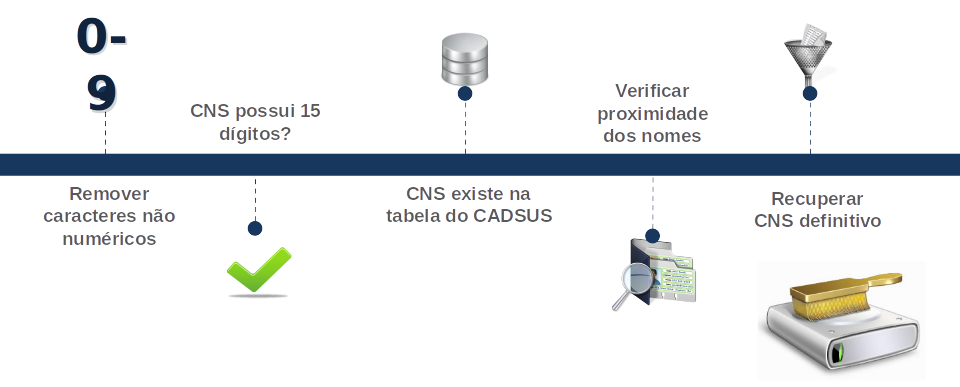 0-
9
CNS possui 15
dígitos?
Verificar
proximidade
dos nomes
Remover
caracteres não
numéricos
CNS existe na
tabela do CADSUS
Recuperar
CNS definitivo